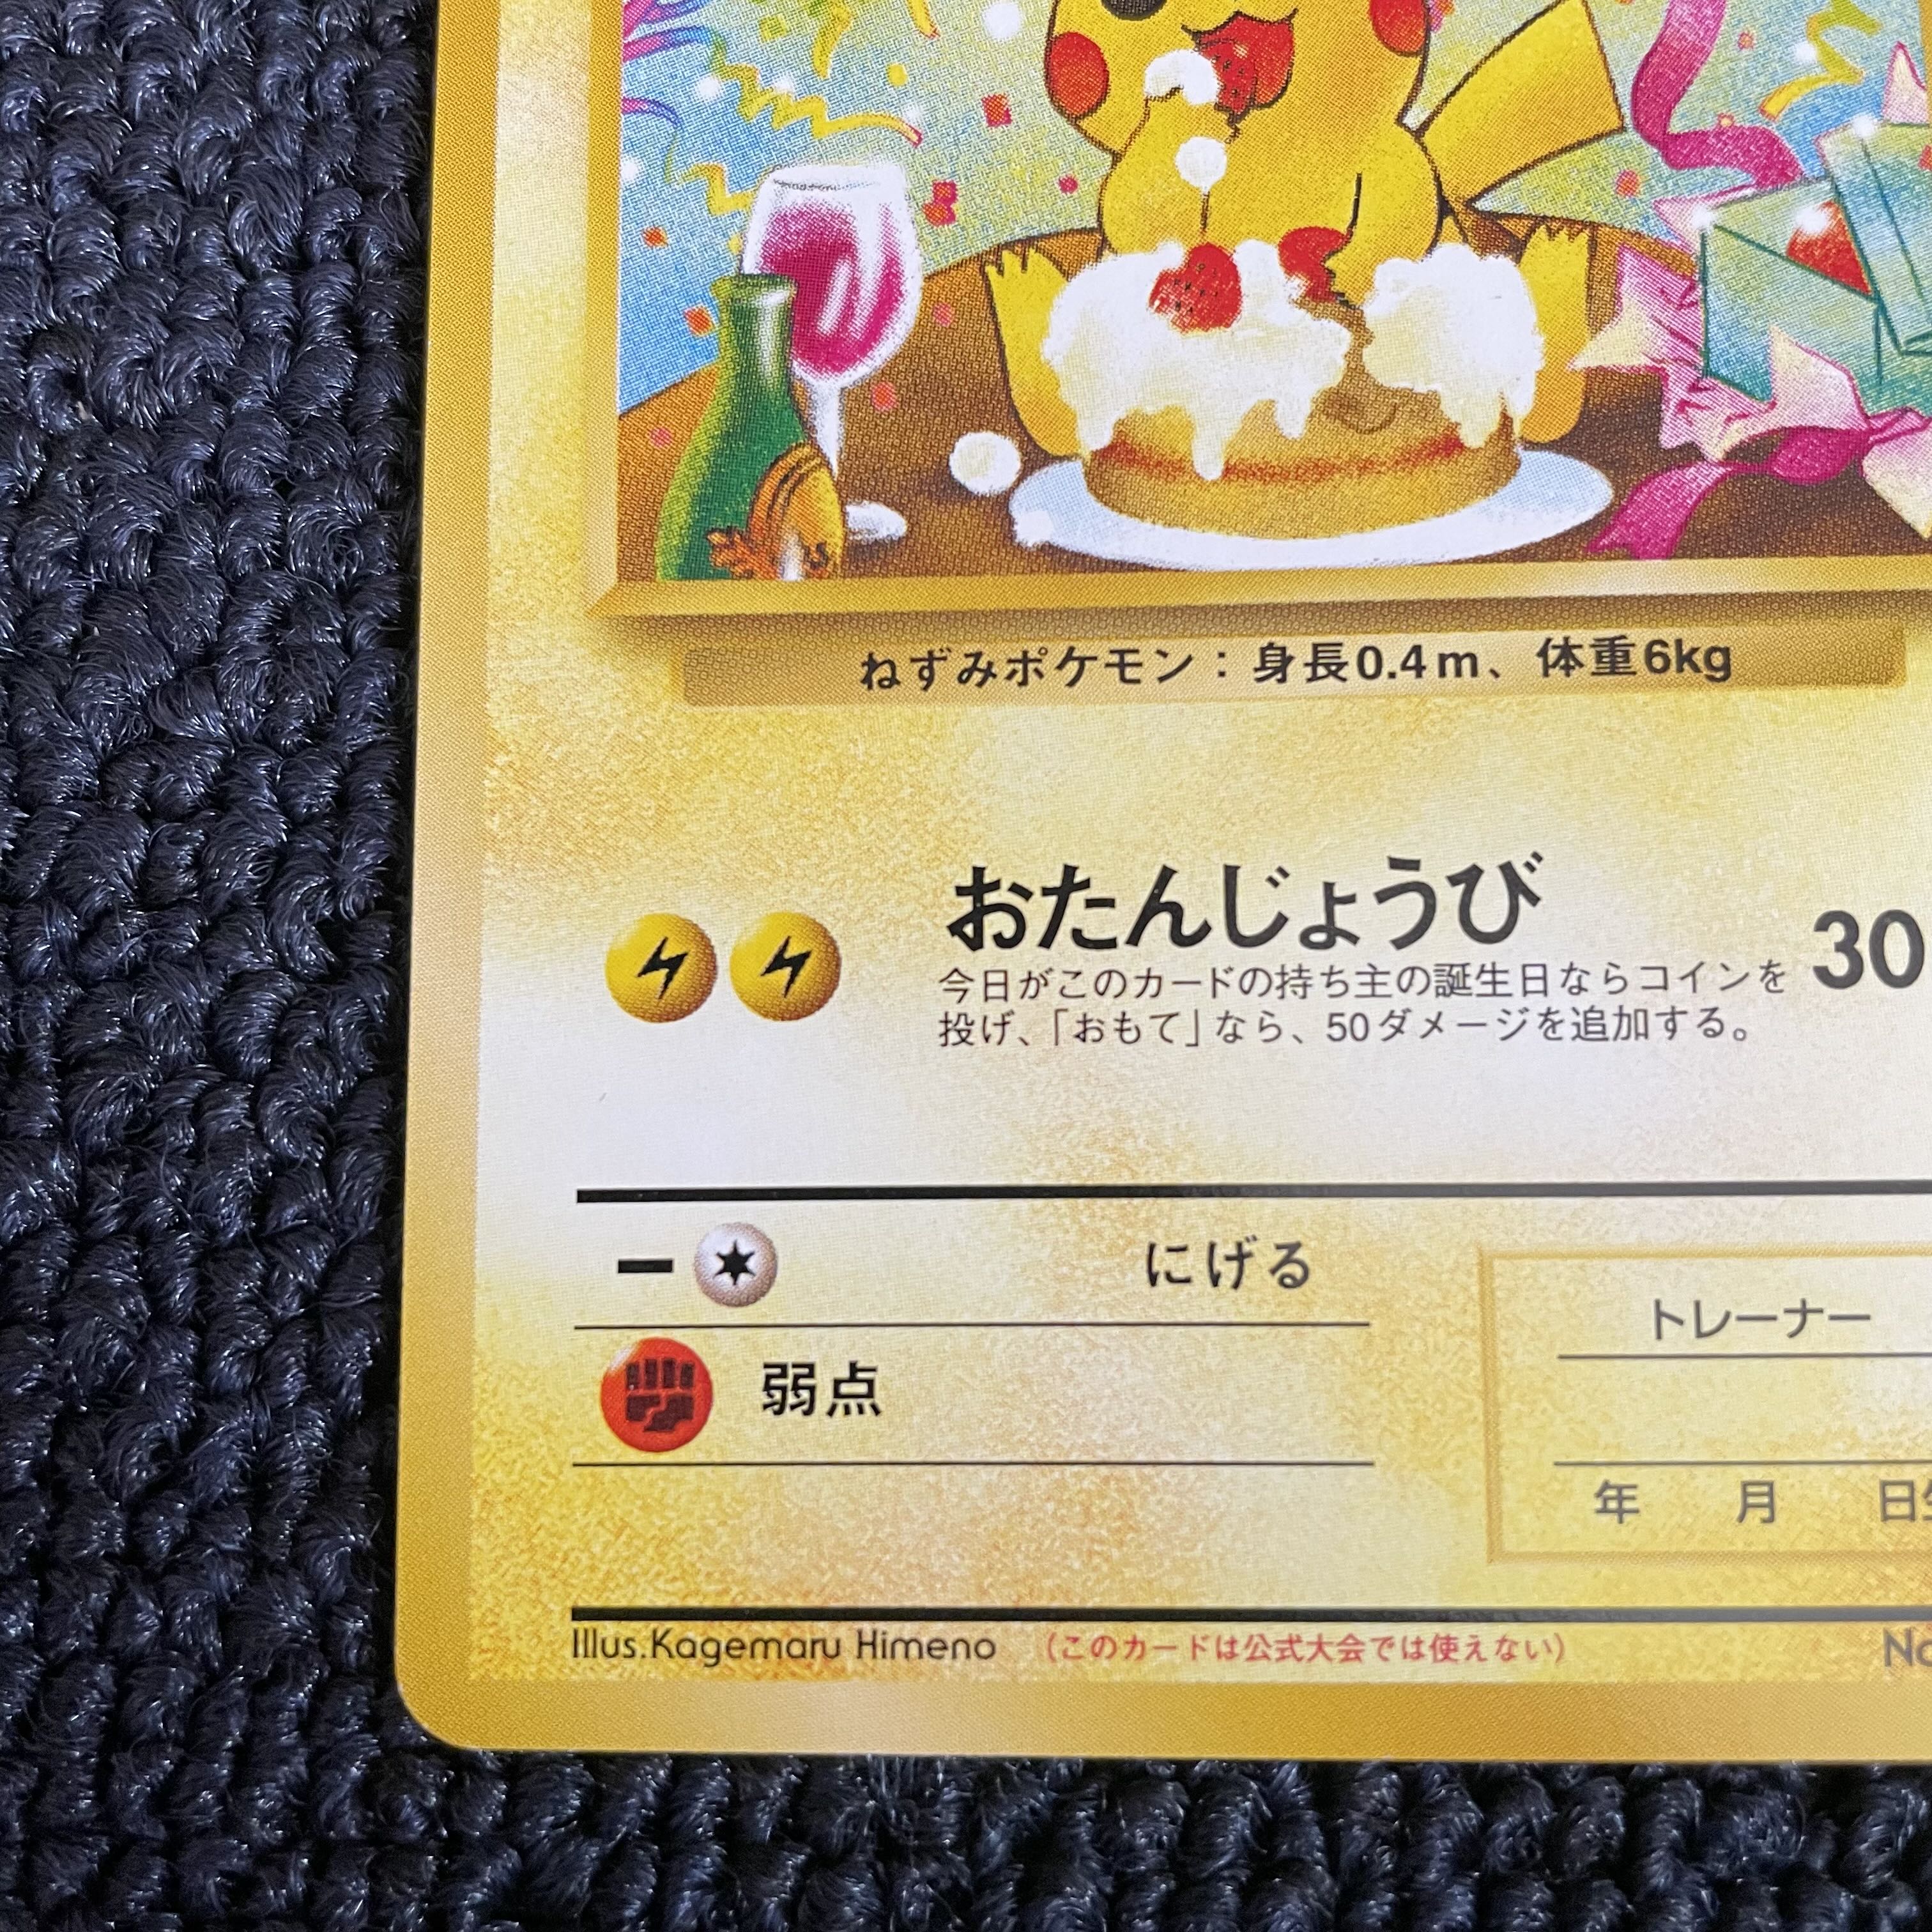 ねずみポケモン：身長0.4m、体重6kg
おたんじょうび
30
今日がこのカードの持ち主の誕生日ならコインを
投げ、「おもて」なら、50ダメージを追加する。
にげる
弱点
トレーナー
年 月 日
Illus.Kagemaru Himeno （このカードは公式大会では使えない）